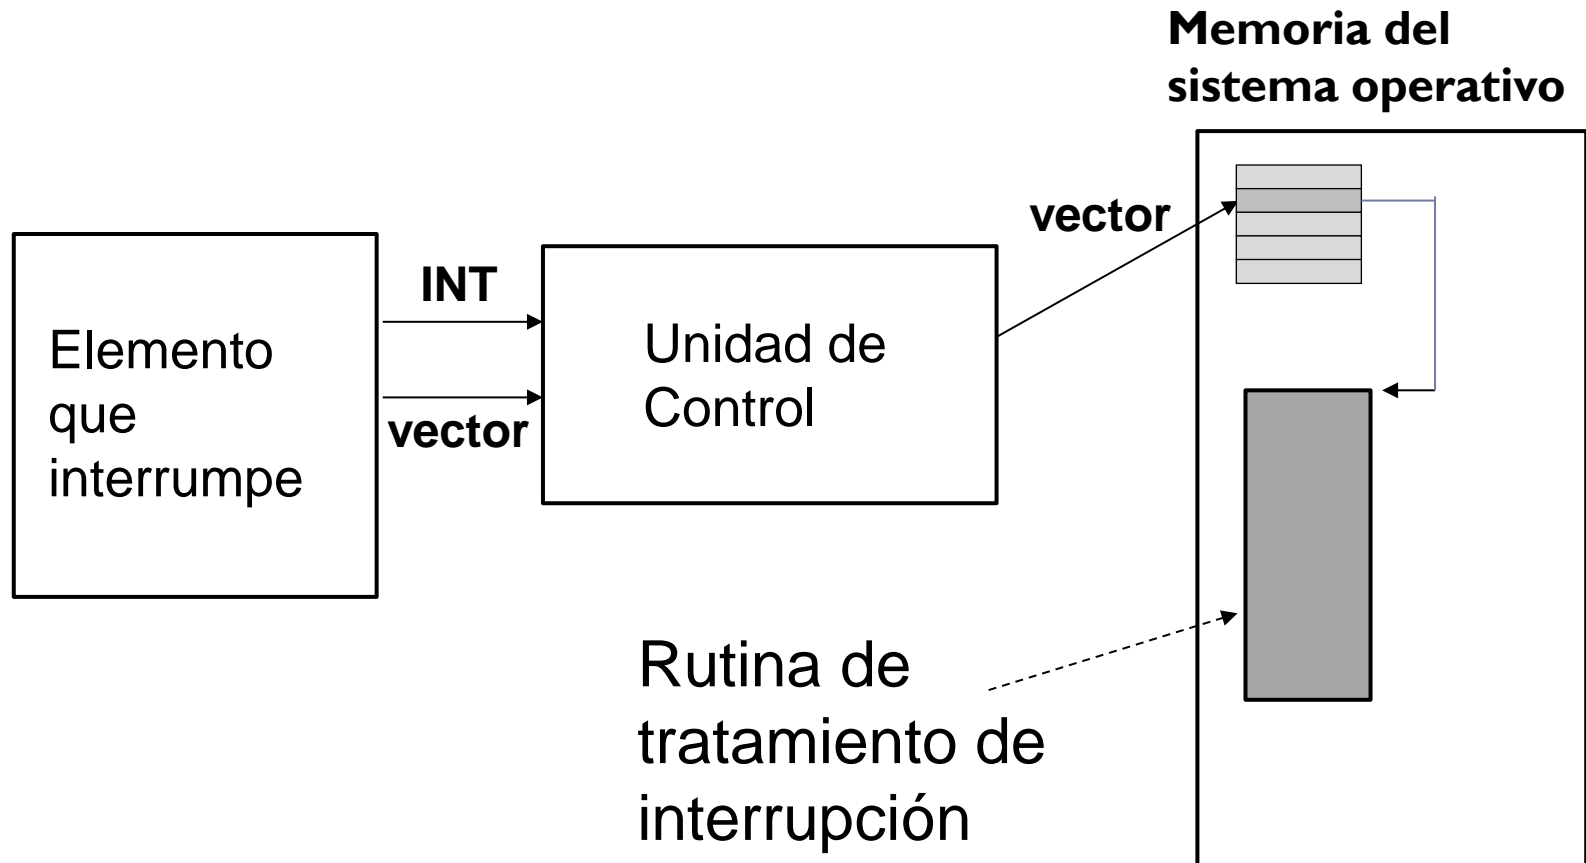 Memoria del
sistema operativo
vector
INT
vector
Elemento
que
interrumpe
Unidad de
Control
Rutina de
tratamiento de
interrupción